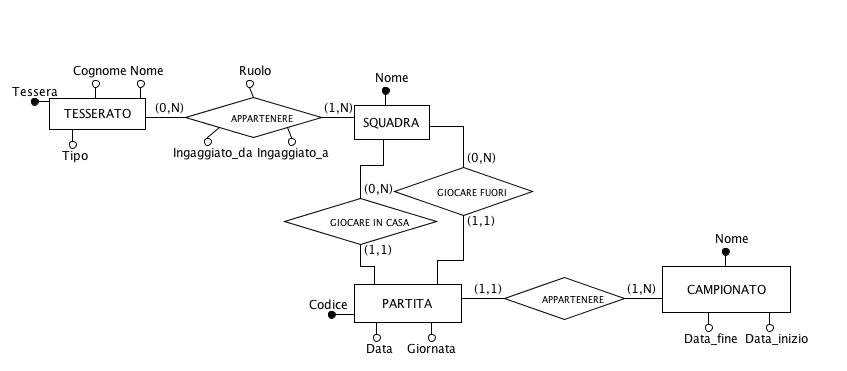 Cognome Nome
Ruolo
Nome
Tessera
(0,N)
(1,N)
TESSERATO
APPARTENERE
SQUADRA
Tipo
Ingaggiato_da Ingaggiato_a
(0,N)
(0,N)
GIOCARE FUORI
GIOCARE IN CASA
(1,1)
(1,1)
Nome
(1,1)
(1,N)
CAMPIONATO
Codice
PARTITA
APPARTENERE
Data_fine Data_inizio
Data
Giornata